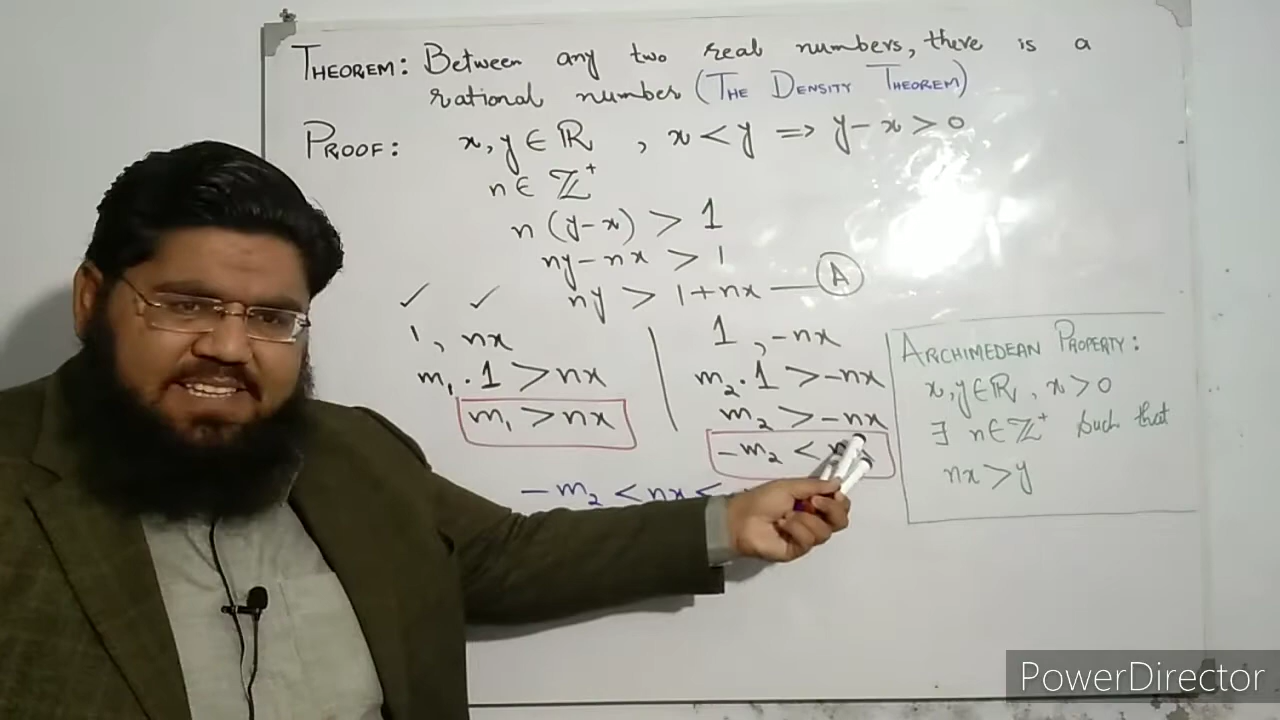 THEOREM: Between any two real numbers, there is a
rational number (THE DENSITY THEOREM)
PROOF: x, y ∈ ℝ , x < y ⇒ y-x > 0
n ∈ ℤ⁺
n (y-x) > 1
ny-nx > 1
ny > 1+nx — Ⓐ
✓ ✓
1, nx
m₁ . 1 > nx
m₁ > nx
1, -nx
m₂ . 1 > -nx
m₂ > -nx
-m₂ < 
-m₂ < nx <
ARCHIMEDEAN PROPERTY:
x, y ∈ ℝ , x > 0
∃ n ∈ ℤ⁺ such that
nx > y
PowerDirector